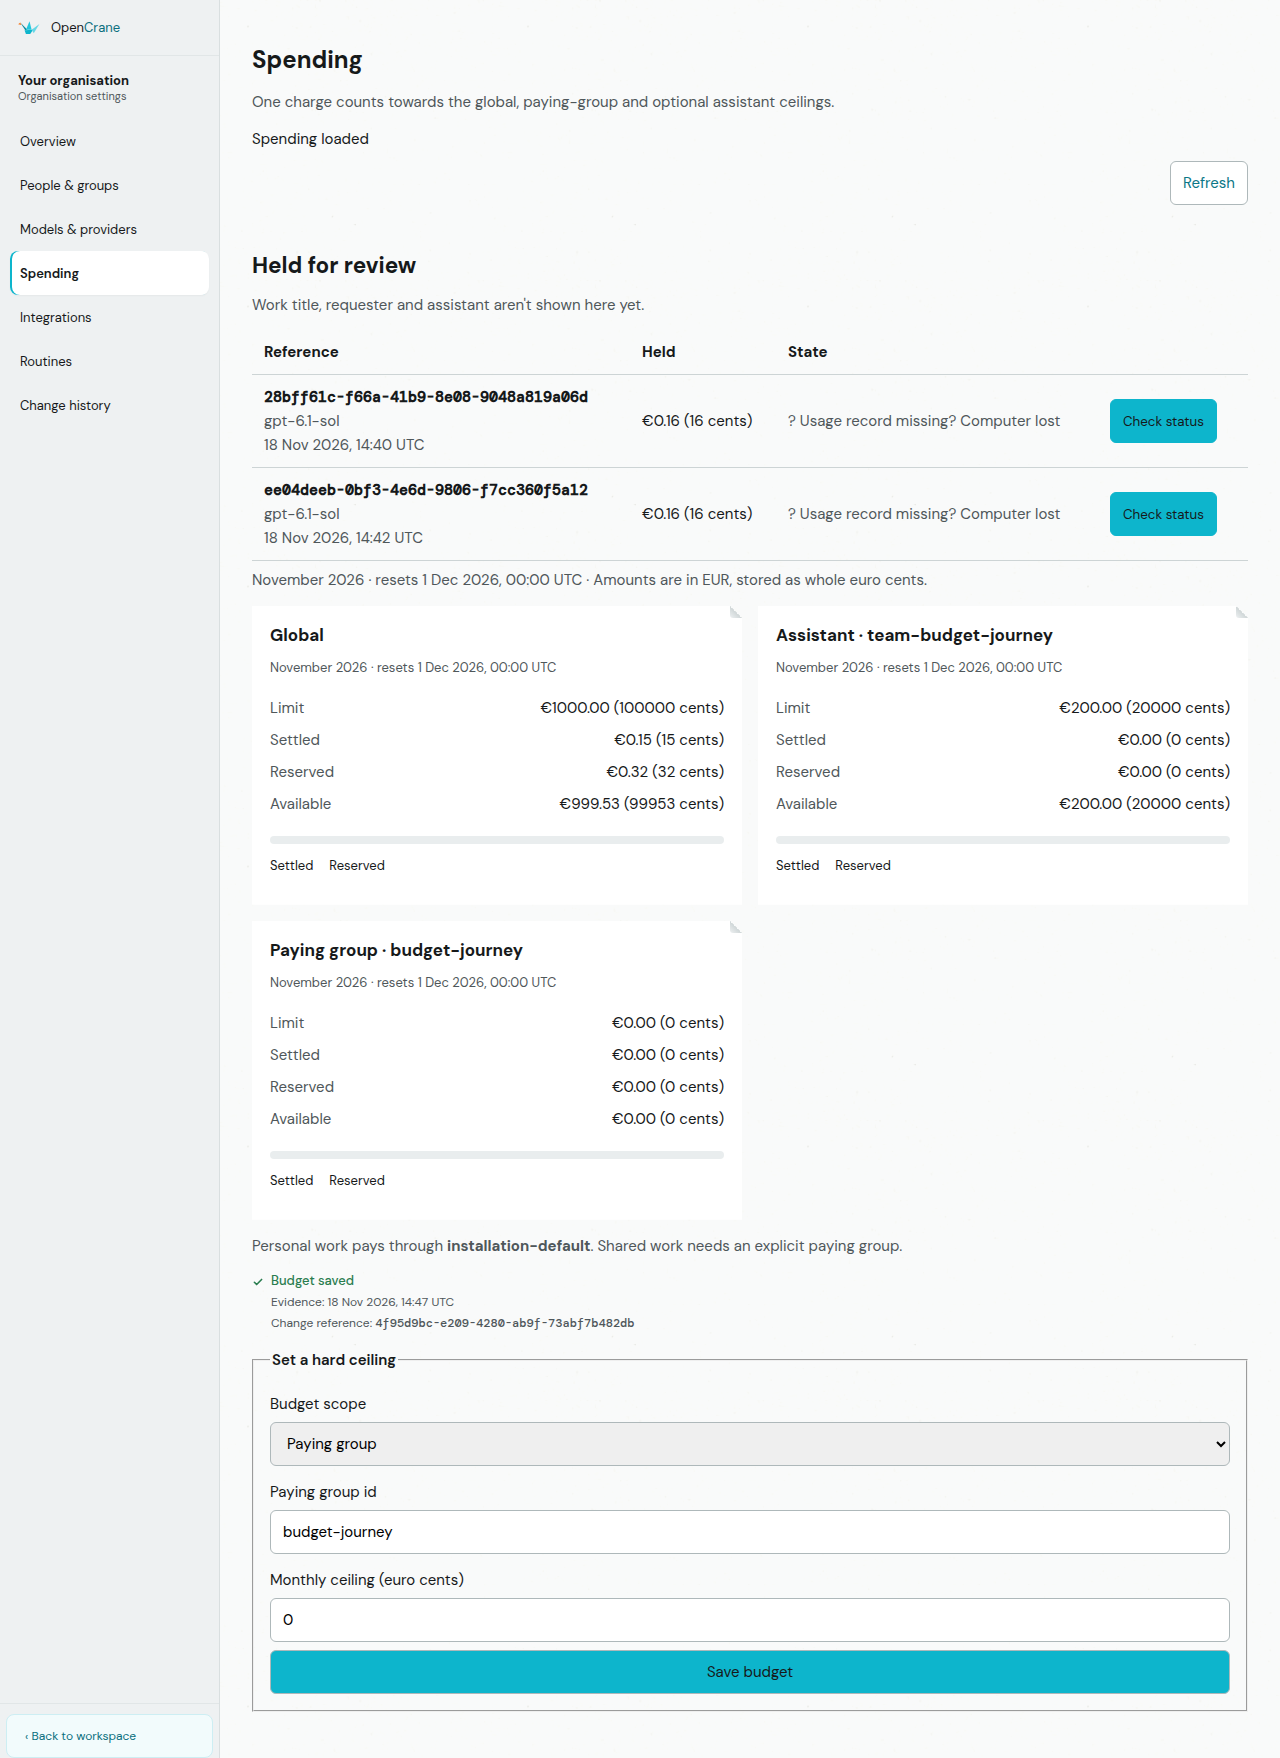 OpenCrane
Your organisation
Organisation settings
Overview
People & groups
Models & providers
Spending
Integrations
Routines
Change history
‹ Back to workspace
Spending
One charge counts towards the global, paying-group and optional assistant ceilings.
Spending loaded
Refresh
Held for review
Work title, requester and assistant aren't shown here yet.
Reference Held State
28bff61c-f66a-41b9-8e08-9048a819a06d
gpt-6.1-sol
18 Nov 2026, 14:40 UTC
€0.16 (16 cents) ? Usage record missing? Computer lost Check status
ee04deeb-0bf3-4e6d-9806-f7cc360f5a12
gpt-6.1-sol
18 Nov 2026, 14:42 UTC
€0.16 (16 cents) ? Usage record missing? Computer lost Check status
November 2026 · resets 1 Dec 2026, 00:00 UTC · Amounts are in EUR, stored as whole euro cents.
Global
November 2026 · resets 1 Dec 2026, 00:00 UTC
Limit €1000.00 (100000 cents)
Settled €0.15 (15 cents)
Reserved €0.32 (32 cents)
Available €999.53 (99953 cents)
Settled Reserved
Assistant · team-budget-journey
November 2026 · resets 1 Dec 2026, 00:00 UTC
Limit €200.00 (20000 cents)
Settled €0.00 (0 cents)
Reserved €0.00 (0 cents)
Available €200.00 (20000 cents)
Settled Reserved
Paying group · budget-journey
November 2026 · resets 1 Dec 2026, 00:00 UTC
Limit €0.00 (0 cents)
Settled €0.00 (0 cents)
Reserved €0.00 (0 cents)
Available €0.00 (0 cents)
Settled Reserved
Personal work pays through installation-default. Shared work needs an explicit paying group.
✓ Budget saved
Evidence: 18 Nov 2026, 14:47 UTC
Change reference: 4f95d9bc-e209-4280-ab9f-73abf7b482db
Set a hard ceiling
Budget scope
Paying group
Paying group id
budget-journey
Monthly ceiling (euro cents)
0
Save budget